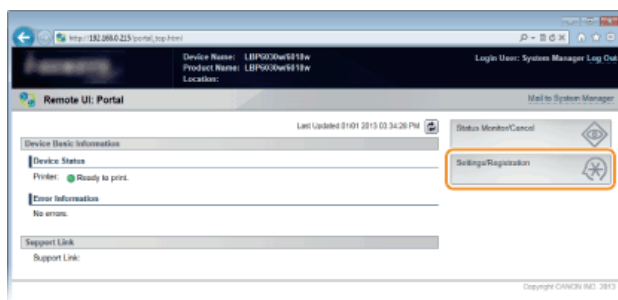 http://192.168.0.215/portal_top.html
Device Name: LBP6030w/6018w
Product Name: LBP6030w/6018w
Location:
Login User: System Manager Log Out
Remote UI: Portal
Mail to System Manager
Last Updated 01/01 2013 03:34:26 PM
Device Basic Information
Device Status
Printer: Ready to print.
Error Information
No errors.
Support Link
Support Link:
Status Monitor/Cancel
Settings/Registration
Copyright CANON INC. 2013